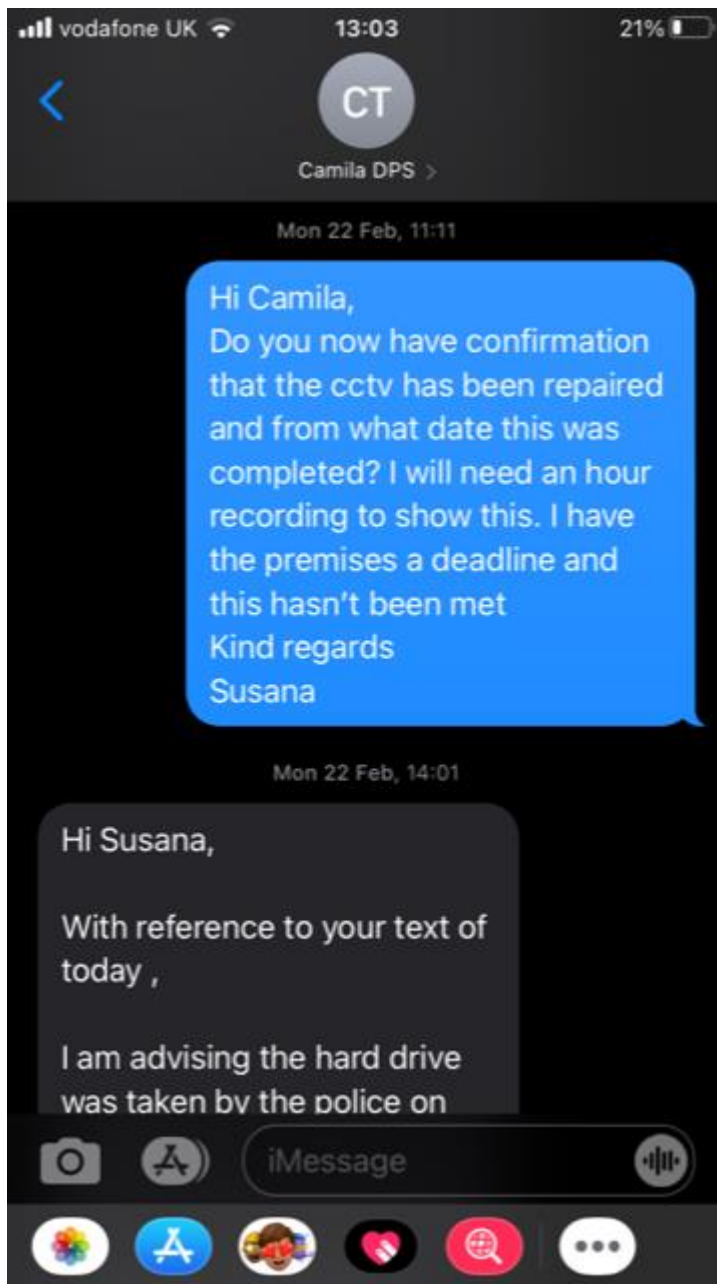 vodafone UK 13:03 21%
CT
Camila DPS >
Mon 22 Feb, 11:11
Hi Camila,
Do you now have confirmation
that the cctv has been repaired
and from what date this was
completed? I will need an hour
recording to show this. I have
the premises a deadline and
this hasn't been met
Kind regards
Susana
Mon 22 Feb, 14:01
Hi Susana,
With reference to your text of
today ,
I am advising the hard drive
was taken by the police on
iMessage